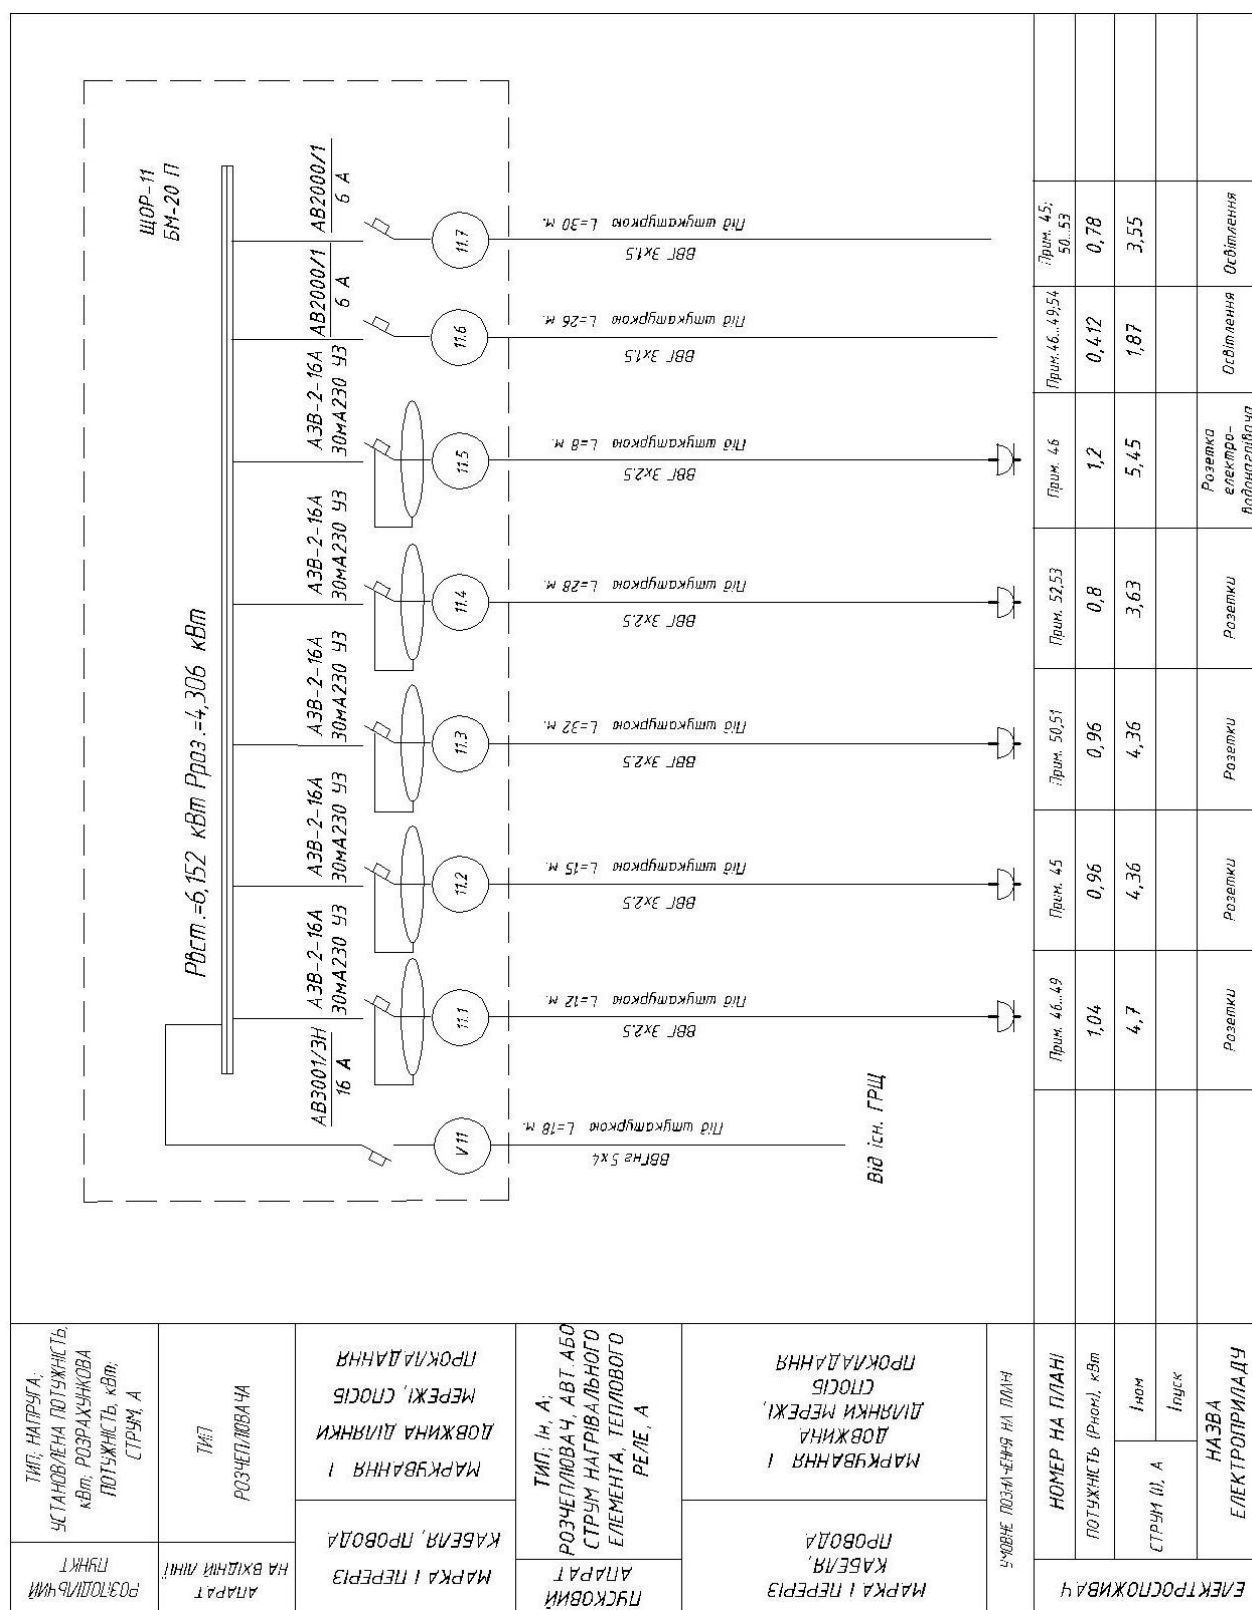 ЩОР-11
БМ-20 П
Рвст.=6,152 кВт Рроз.=4,306 кВт
АВ3001/3Н
16 А
АЗВ-2-16А
30мА230 У3
АЗВ-2-16А
30мА230 У3
АЗВ-2-16А
30мА230 У3
АЗВ-2-16А
30мА230 У3
АЗВ-2-16А
30мА230 У3
АВ2000/1
6 А
АВ2000/1
6 А
V11
11.1
11.2
11.3
11.4
11.5
11.6
11.7
ВВГнг 5х4
Під штукатуркою L=18 м.
ВВГ 3х2.5
Під штукатуркою L=12 м.
ВВГ 3х2.5
Під штукатуркою L=15 м.
ВВГ 3х2.5
Під штукатуркою L=32 м.
ВВГ 3х2.5
Під штукатуркою L=28 м.
ВВГ 3х2.5
Під штукатуркою L=8 м.
ВВГ 3х1.5
Під штукатуркою L=26 м.
ВВГ 3х1.5
Під штукатуркою L=30 м.
Від існ. ГРЩ
РОЗПОДІЛЬЧИЙ
ПУНКТ
ТИП; НАПРУГА;
УСТАНОВЛЕНА ПОТУЖНІСТЬ,
кВт; РОЗРАХУНКОВА
ПОТУЖНІСТЬ, кВт;
СТРУМ, А
АПАРАТ
НА ВХІДНІЙ ЛІНІЇ
ТИП
РОЗЧЕПЛЮВАЧА
МАРКА І ПЕРЕРІЗ
КАБЕЛЯ, ПРОВОДА
МАРКУВАННЯ І
ДОВЖИНА ДІЛЯНКИ
МЕРЕЖІ, СПОСІБ
ПРОКЛАДАННЯ
ПУСКОВИЙ
АПАРАТ
ТИП; Ін, А;
РОЗЧЕПЛЮВАЧ, АВТ. АБО
СТРУМ НАГРІВАЛЬНОГО
ЕЛЕМЕНТА, ТЕПЛОВОГО
РЕЛЕ, А
МАРКА І ПЕРЕРІЗ
КАБЕЛЯ,
ПРОВОДА
МАРКУВАННЯ І
ДОВЖИНА
ДІЛЯНКИ МЕРЕЖІ,
СПОСІБ
ПРОКЛАДАННЯ
УМОВНЕ ПОЗНАЧЕННЯ НА ПЛАНІ
ЕЛЕКТРОСПОЖИВАЧ
НОМЕР НА ПЛАНІ
Прим. 46...49
Прим. 45
Прим. 50,51
Прим. 52,53
Прим. 46
Прим.46...49;54
Прим. 45;
50...53
ПОТУЖНІСТЬ (Рном), кВт
1,04
0,96
0,96
0,8
1,2
0,412
0,78
СТРУМ (І), А
Іном
4,7
4,36
4,36
3,63
5,45
1,87
3,55
Іпуск
НАЗВА
ЕЛЕКТРОПРИЛАДУ
Розетки
Розетки
Розетки
Розетки
Розетка
електро-
водонагрівача
Освітлення
Освітлення